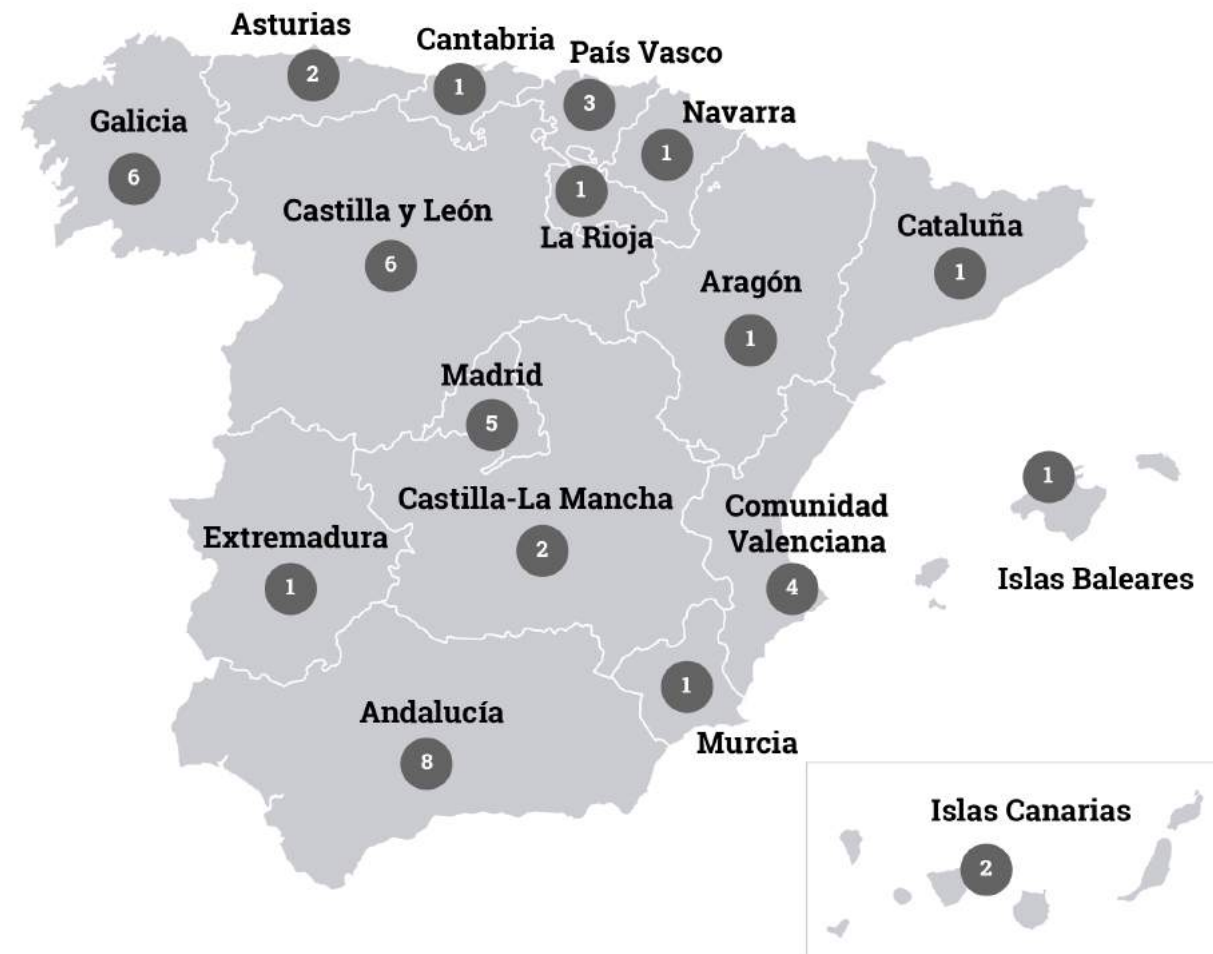 Asturias
2
Cantabria
1
País Vasco
3
Galicia
6
Navarra
1
Castilla y León
6
1
La Rioja
Cataluña
1
Aragón
1
Madrid
5
1
Islas Baleares
Castilla-La Mancha
2
Comunidad
Valenciana
4
Extremadura
1
1
Murcia
Andalucía
8
Islas Canarias
2